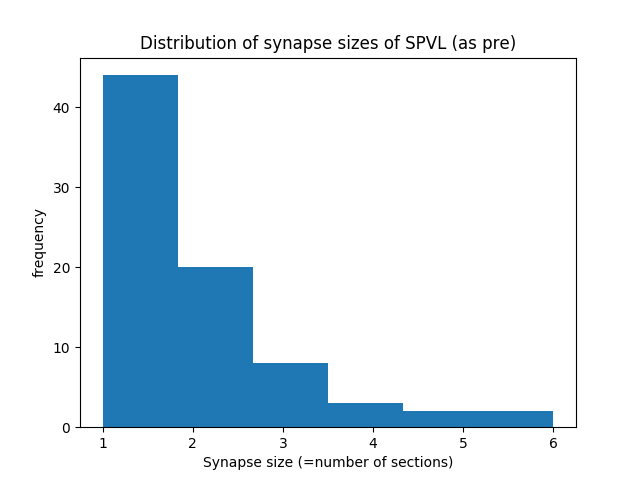 Distribution of synapse sizes of SPVL (as pre)
40
30
20
10
0
frequency
1 2 3 4 5 6
Synapse size (=number of sections)